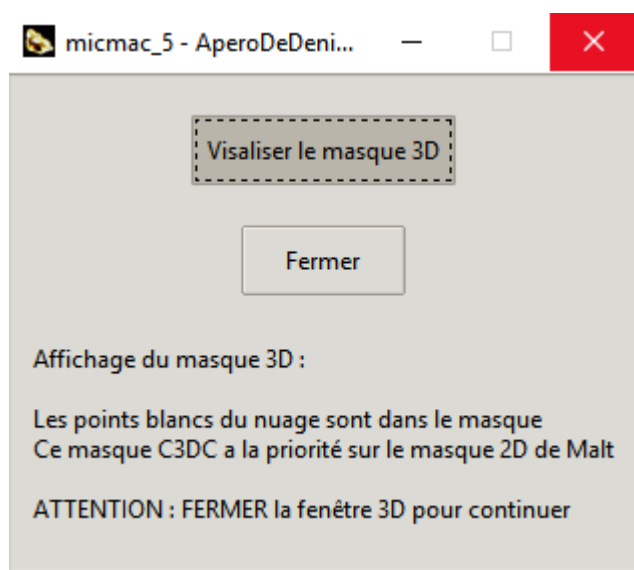 micmac_5 - AperoDeDeni...
Visaliser le masque 3D
Fermer
Affichage du masque 3D :
Les points blancs du nuage sont dans le masque
Ce masque C3DC a la priorité sur le masque 2D de Malt
ATTENTION : FERMER la fenêtre 3D pour continuer